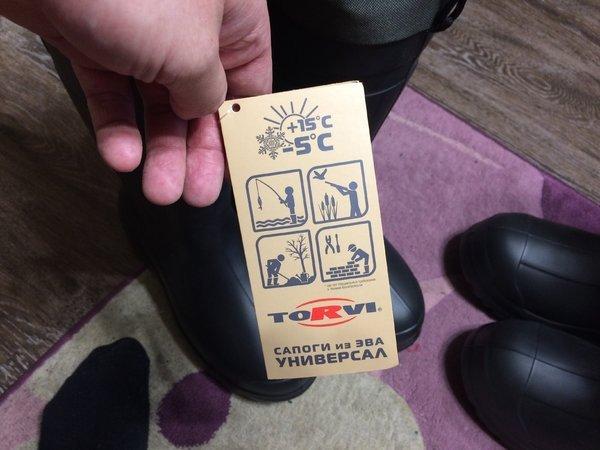 +15°C
-5°C
TORVI®
САПОГИ ИЗ ЭВА
УНИВЕРСАЛ